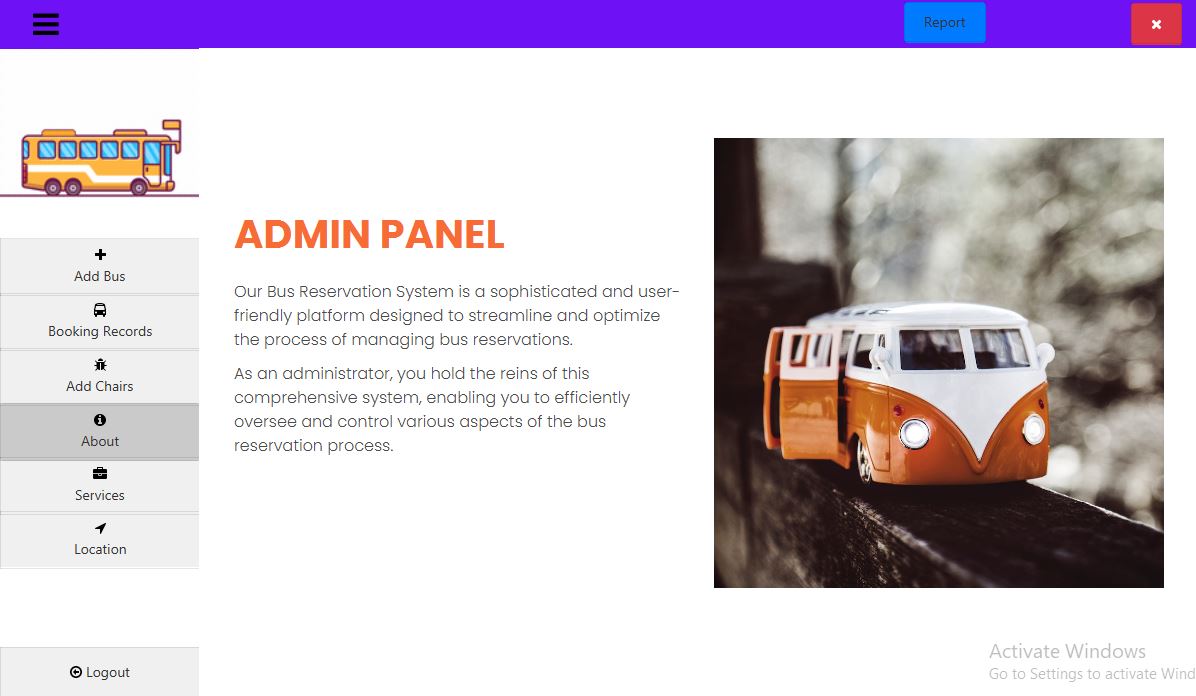 Report
Add Bus
Booking Records
Add Chairs
About
Services
Location
Logout
ADMIN PANEL
Our Bus Reservation System is a sophisticated and user-
friendly platform designed to streamline and optimize
the process of managing bus reservations.
As an administrator, you hold the reins of this
comprehensive system, enabling you to efficiently
oversee and control various aspects of the bus
reservation process.
Activate Windows
Go to Settings to activate Wind